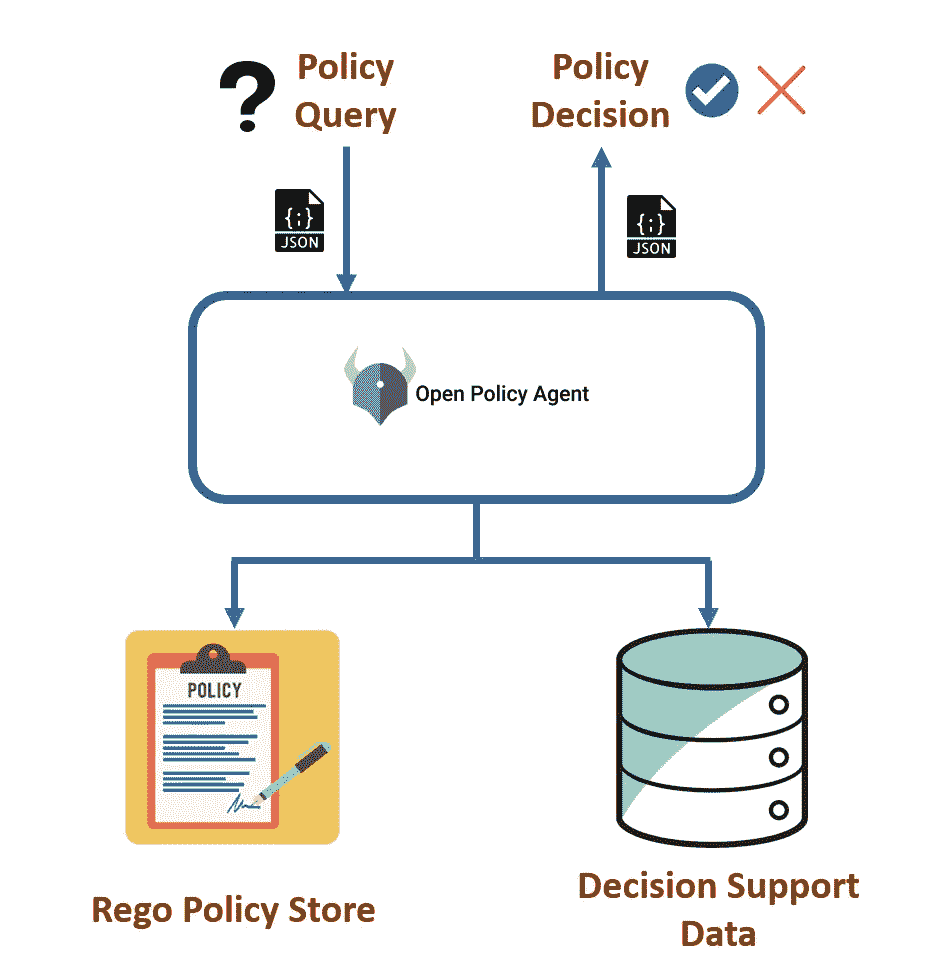 Policy
Query
Policy
Decision
{;}
JSON
{;}
JSON
Open Policy Agent
POLICY
Rego Policy Store
Decision Support
Data